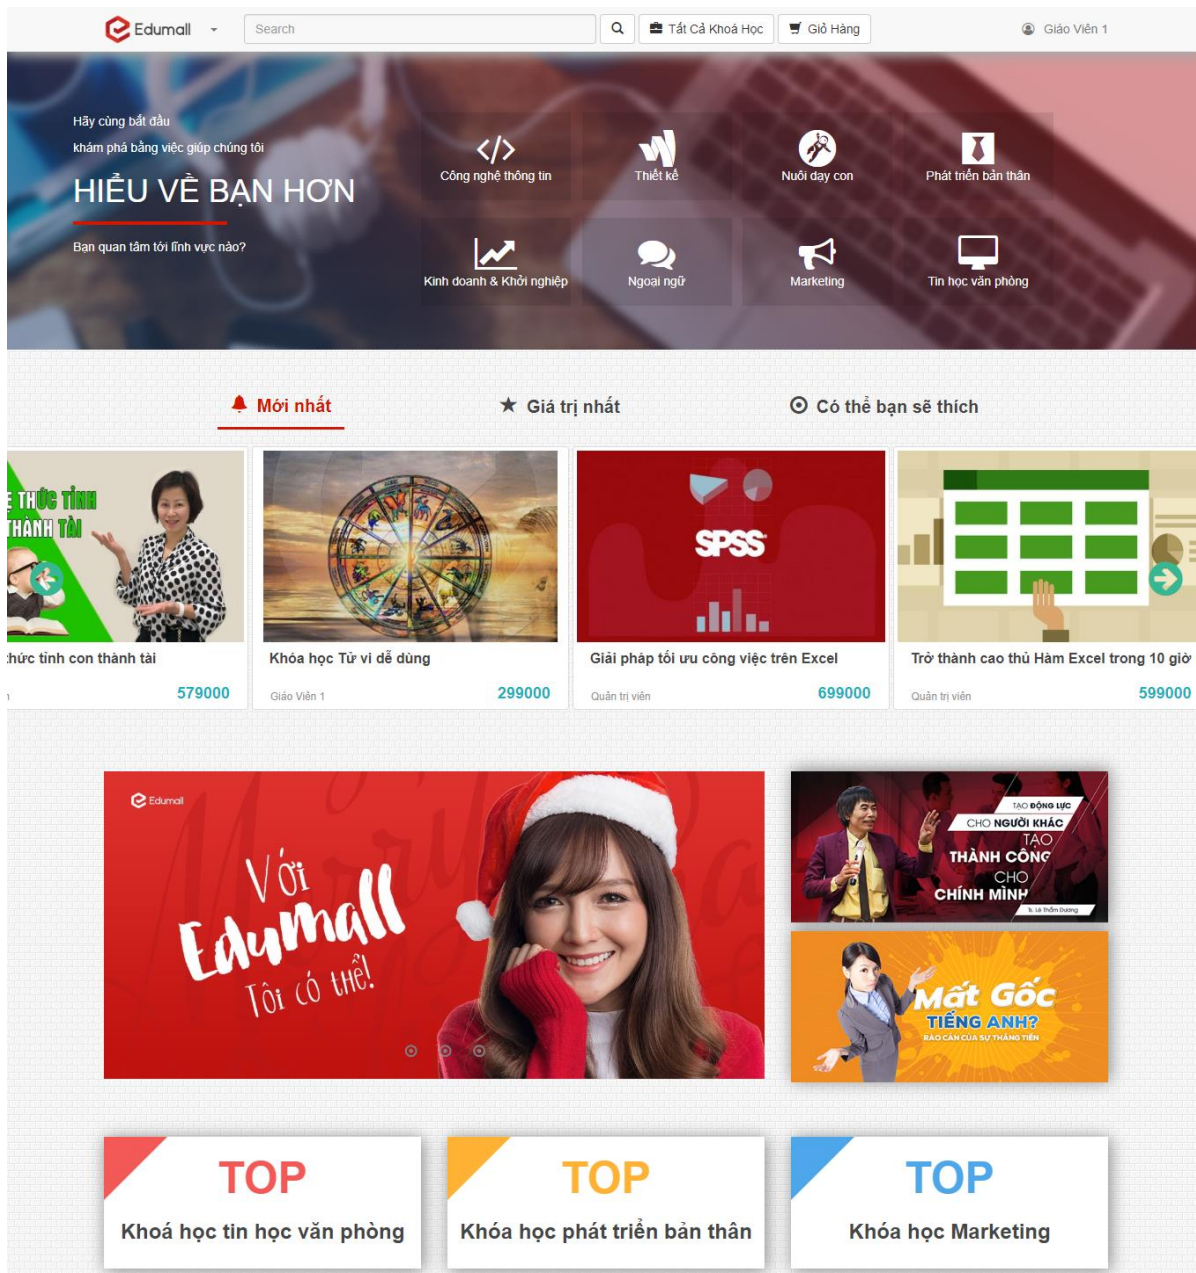 Edumall
Search
Tất Cả Khoá Học
Giỏ Hàng
Giáo Viên 1
Hãy cùng bắt đầu
khám phá bằng việc giúp chúng tôi
HIỂU VỀ BẠN HƠN
Bạn quan tâm tới lĩnh vực nào?
Công nghệ thông tin
Thiết kế
Nuôi dạy con
Phát triển bản thân
Kinh doanh & Khởi nghiệp
Ngoại ngữ
Marketing
Tin học văn phòng
Mới nhất
Giá trị nhất
Có thể bạn sẽ thích
THỨC TỈNH
THÀNH TÀI
SPSS
thức tỉnh con thành tài
579000
Khóa học Tử vi dễ dùng
Giáo Viên 1
299000
Giải pháp tối ưu công việc trên Excel
Quản trị viên
699000
Trở thành cao thủ Hàm Excel trong 10 giờ
Quản trị viên
599000
Edumall
Với
Edumall
Tôi có thể!
TẠO ĐỘNG LỰC
CHO NGƯỜI KHÁC
TẠO
THÀNH CÔNG
CHO
CHÍNH MÌNH
Ts. Lê Thẩm Dương
Mất Gốc
TIẾNG ANH?
RÀO CẢN CỦA SỰ THĂNG TIẾN
TOP
Khoá học tin học văn phòng
TOP
Khóa học phát triển bản thân
TOP
Khóa học Marketing